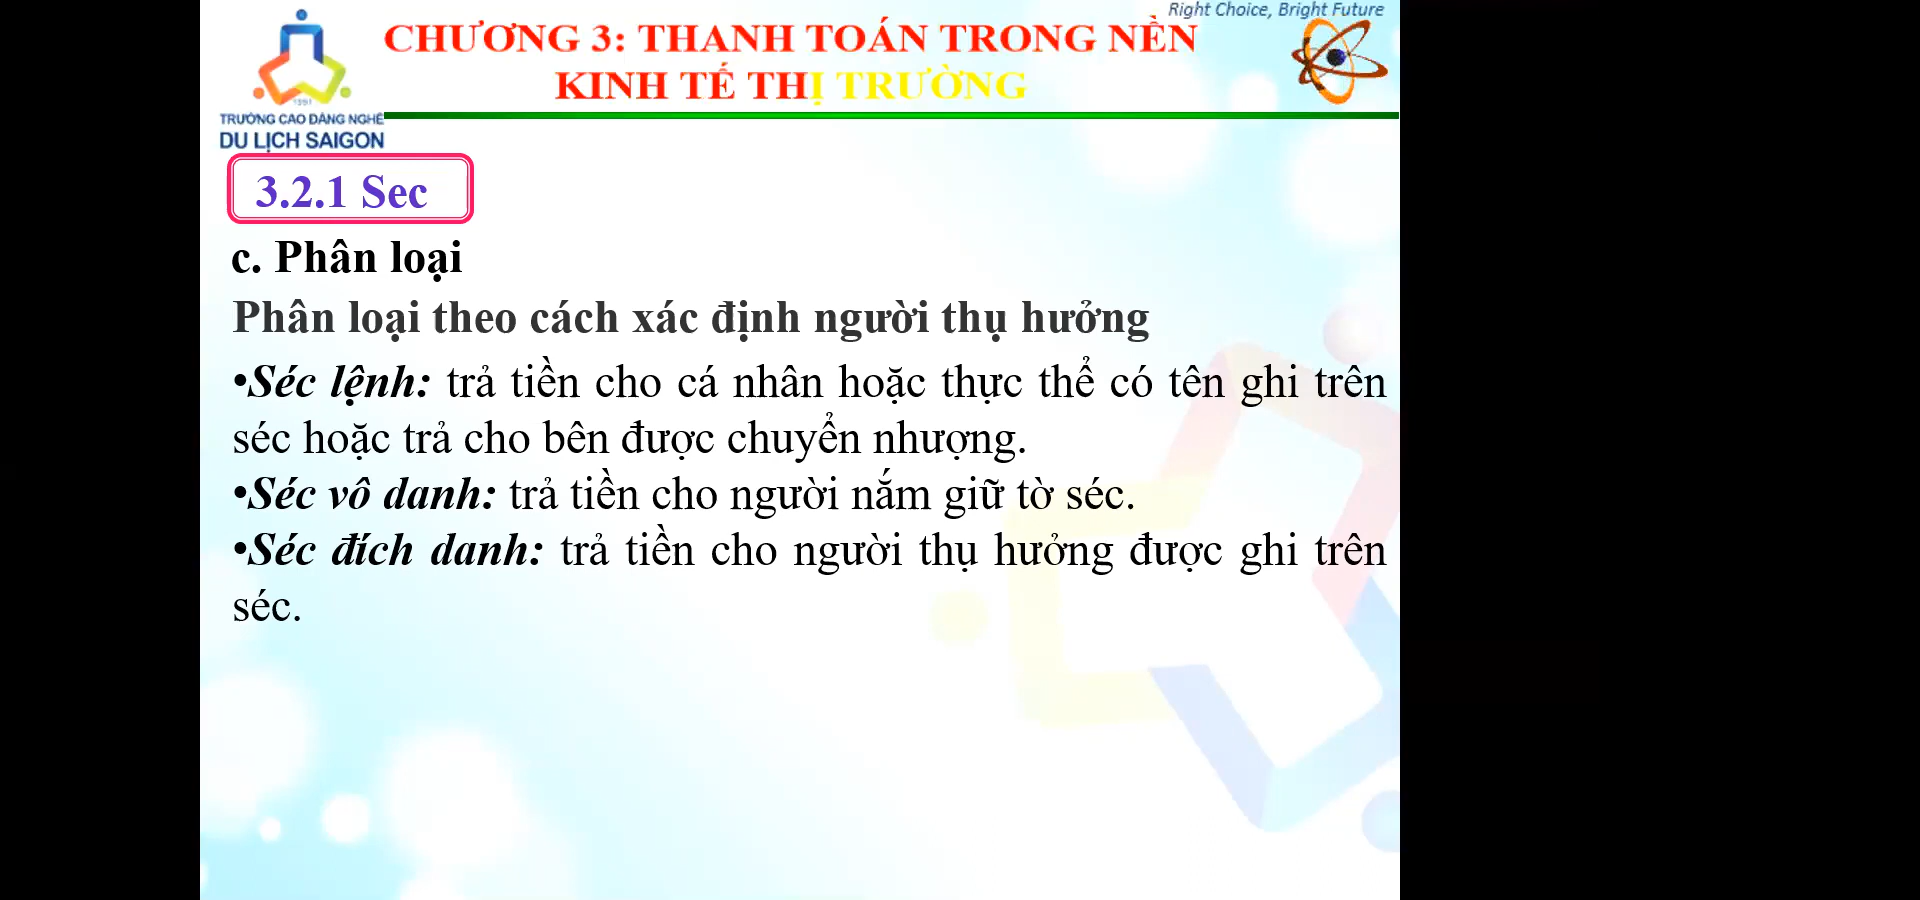 Right Choice, Bright Future
CHƯƠNG 3: THANH TOÁN TRONG NỀN
KINH TẾ THỊ TRƯỜNG
1991
TRƯỜNG CAO ĐẲNG NGHỀ
DU LỊCH SAIGON
3.2.1 Sec
c. Phân loại
Phân loại theo cách xác định người thụ hưởng
•Séc lệnh: trả tiền cho cá nhân hoặc thực thể có tên ghi trên
séc hoặc trả cho bên được chuyển nhượng.
•Séc vô danh: trả tiền cho người nắm giữ tờ séc.
•Séc đích danh: trả tiền cho người thụ hưởng được ghi trên
séc.